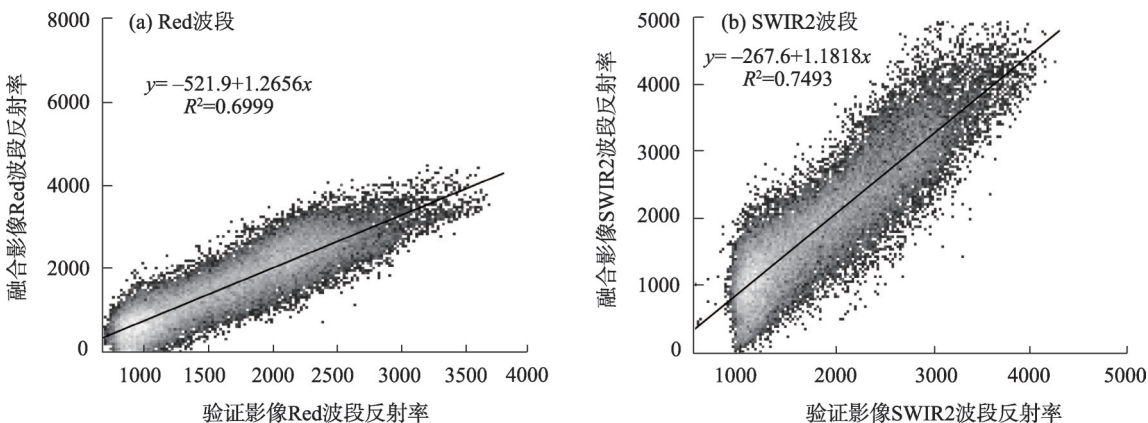 (a) Red波段
y= –521.9+1.2656x
R²=0.6999
融合影像Red波段反射率
8000
6000
4000
2000
0
1000 1500 2000 2500 3000 3500 4000
验证影像Red波段反射率
(b) SWIR2波段
y= –267.6+1.1818x
R²=0.7493
融合影像SWIR2波段反射率
5000
4000
3000
2000
1000
0
1000 2000 3000 4000 5000
验证影像SWIR2波段反射率